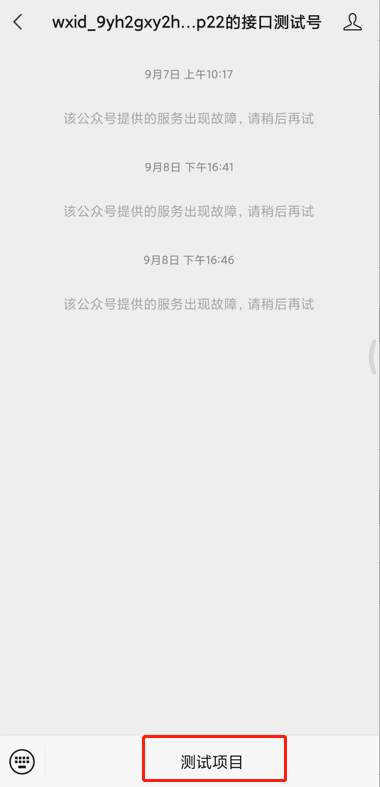 wxid_9yh2gxy2h...p22的接口测试号
9月7日 上午10:17
该公众号提供的服务出现故障，请稍后再试
9月8日 下午16:41
该公众号提供的服务出现故障，请稍后再试
9月8日 下午16:46
该公众号提供的服务出现故障，请稍后再试
测试项目